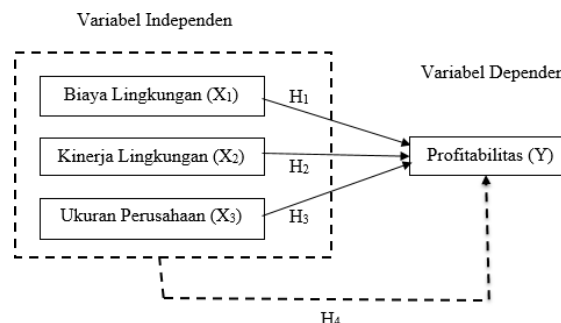 Variabel Independen
Variabel Dependen
Biaya Lingkungan (X1)
H1
Kinerja Lingkungan (X2)
H2
Profitabilitas (Y)
Ukuran Perusahaan (X3)
H3
H4